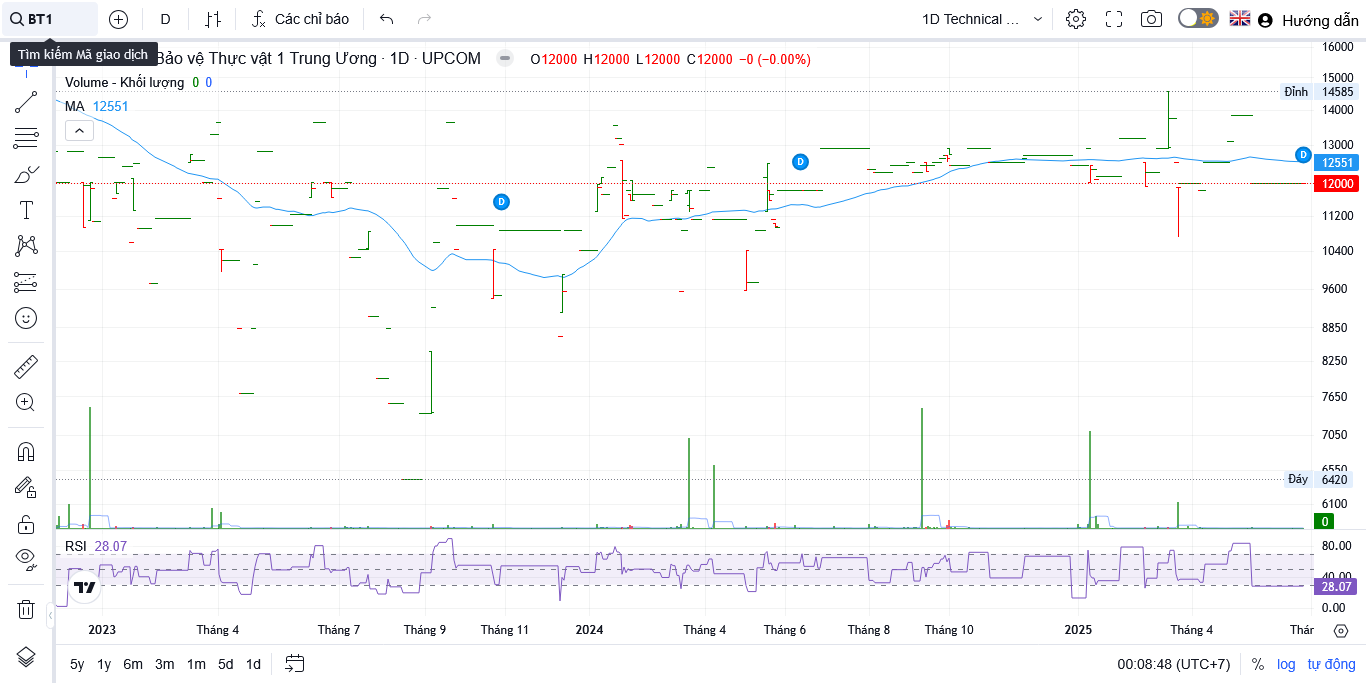 BT1 D Các chỉ báo 1D Technical ... Hướng dẫn
Tìm kiếm Mã giao dịch
Bảo vệ Thực vật 1 Trung Ương · 1D · UPCOM O12000 H12000 L12000 C12000 −0 (−0.00%)
Volume - Khối lượng 0 0
MA 12551
16000
15000
Đỉnh 14585
14000
13000
12551
12000
11200
10400
9600
8850
8250
7650
7050
6550
Đáy 6420
6100
0
D
D
D
RSI 28.07
80.00
40.00
28.07
0.00
2023 Tháng 4 Tháng 7 Tháng 9 Tháng 11 2024 Tháng 4 Tháng 6 Tháng 8 Tháng 10 2025 Tháng 4 Thár
5y 1y 6m 3m 1m 5d 1d 00:08:48 (UTC+7) % log tự động